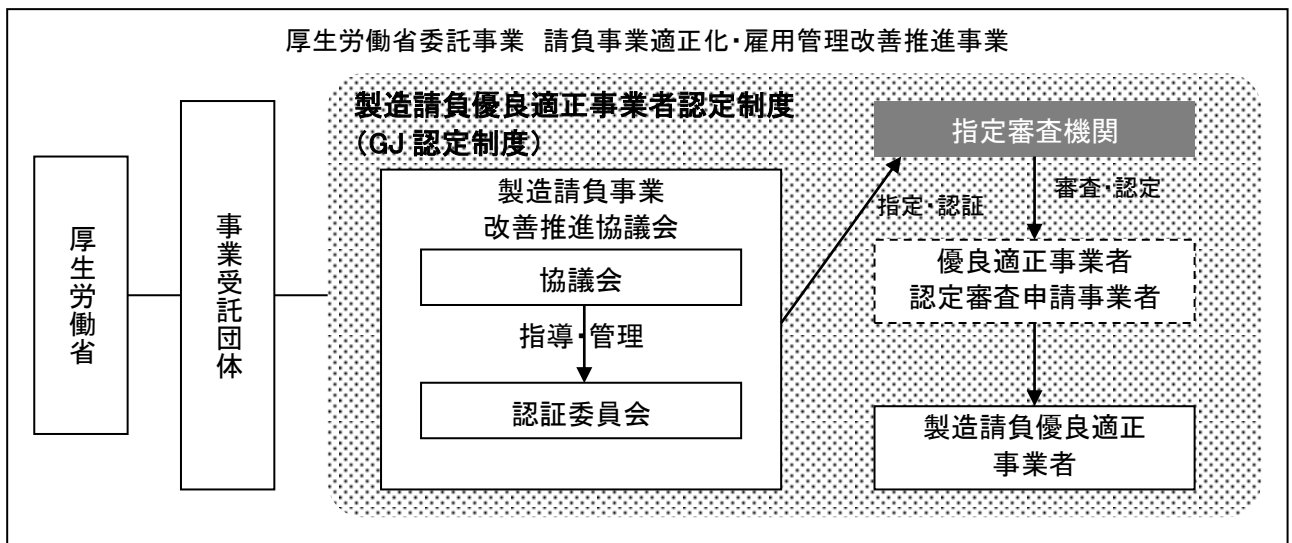 厚生労働省委託事業 請負事業適正化・雇用管理改善推進事業
厚生労働省
事業受託団体
製造請負優良適正事業者認定制度
(GJ 認定制度)
製造請負事業
改善推進協議会
協議会
指導・管理
認証委員会
指定・認証
指定審査機関
審査・認定
優良適正事業者
認定審査申請事業者
製造請負優良適正
事業者